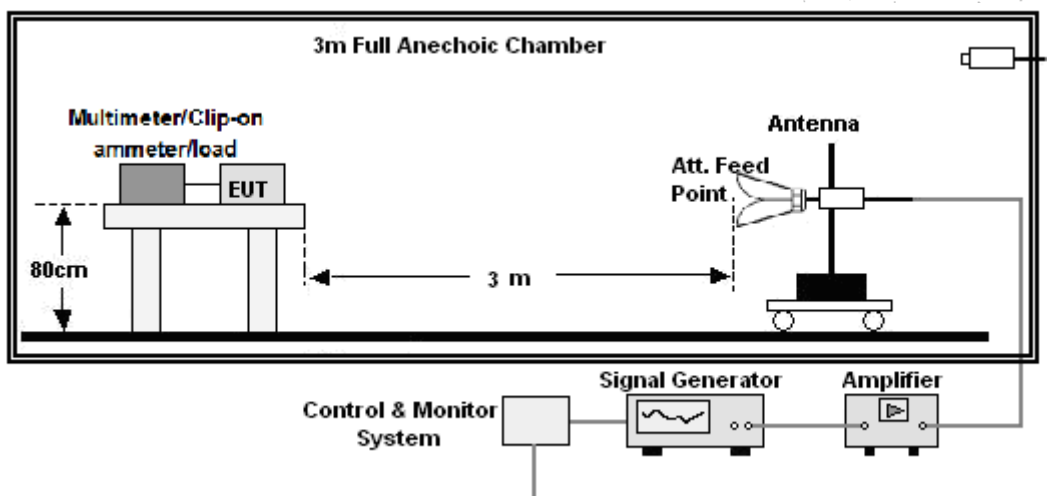 3m Full Anechoic Chamber
Multimeter/Clip-on
ammeter/load
EUT
Antenna
Att. Feed
Point
80cm
3 m
Signal Generator
Amplifier
Control & Monitor
System